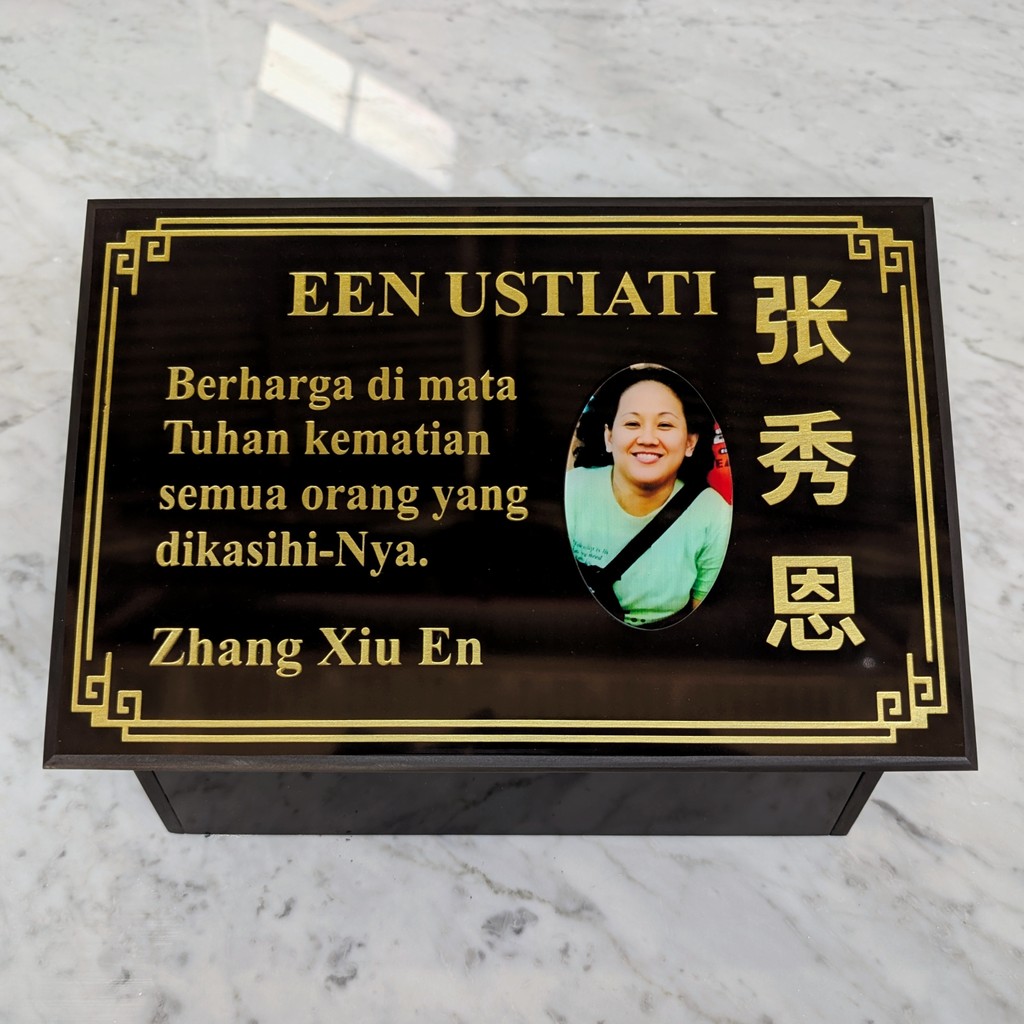 EEN USTIATI
Berharga di mata
Tuhan kematian
semua orang yang
dikasihi-Nya.
Zhang Xiu En
张秀恩